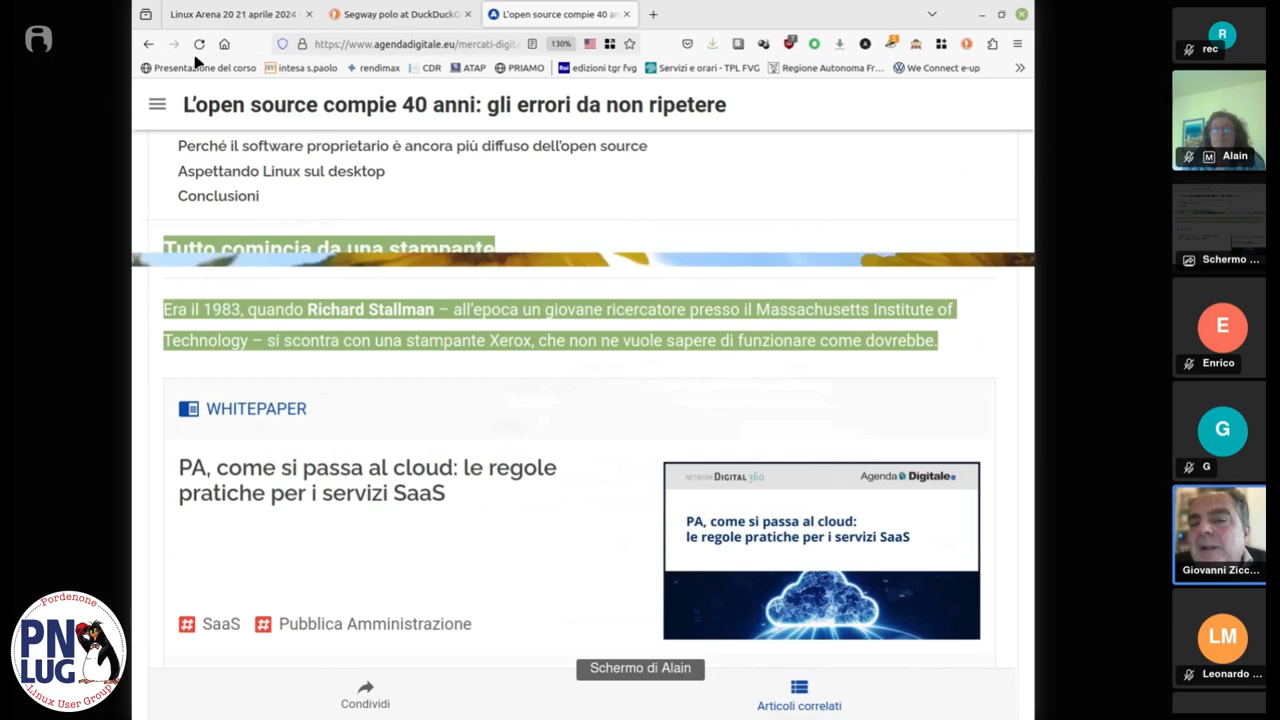 Linux Arena 20 21 aprile 2024 -
Segway polo at DuckDuckG
L'open source compie 40 an
https://www.agendadigitale.eu/mercati-digit
130%
Presentazione del corso
intesa s.paolo
rendimax
CDR
ATAP
PRIAMO
edizioni tgr fvg
Servizi e orari - TPL FVG
Regione Autonoma Fr...
We Connect e-up
L'open source compie 40 anni: gli errori da non ripetere
Perché il software proprietario è ancora più diffuso dell'open source
Aspettando Linux sul desktop
Conclusioni
Tutto comincia da una stampante
Era il 1983, quando Richard Stallman – all'epoca un giovane ricercatore presso il Massachusetts Institute of
Technology – si scontra con una stampante Xerox, che non ne vuole sapere di funzionare come dovrebbe.
WHITEPAPER
PA, come si passa al cloud: le regole
pratiche per i servizi SaaS
NETWORK DIGITAL 360
Agenda Digitale
PA, come si passa al cloud:
le regole pratiche per i servizi SaaS
# SaaS # Pubblica Amministrazione
Schermo di Alain
Condividi
Articoli correlati
R
rec
M Alain
Schermo ...
E
Enrico
G
G
Giovanni Zicc...
LM
Leonardo ...
Pordenone
PN
LUG
Linux User Group